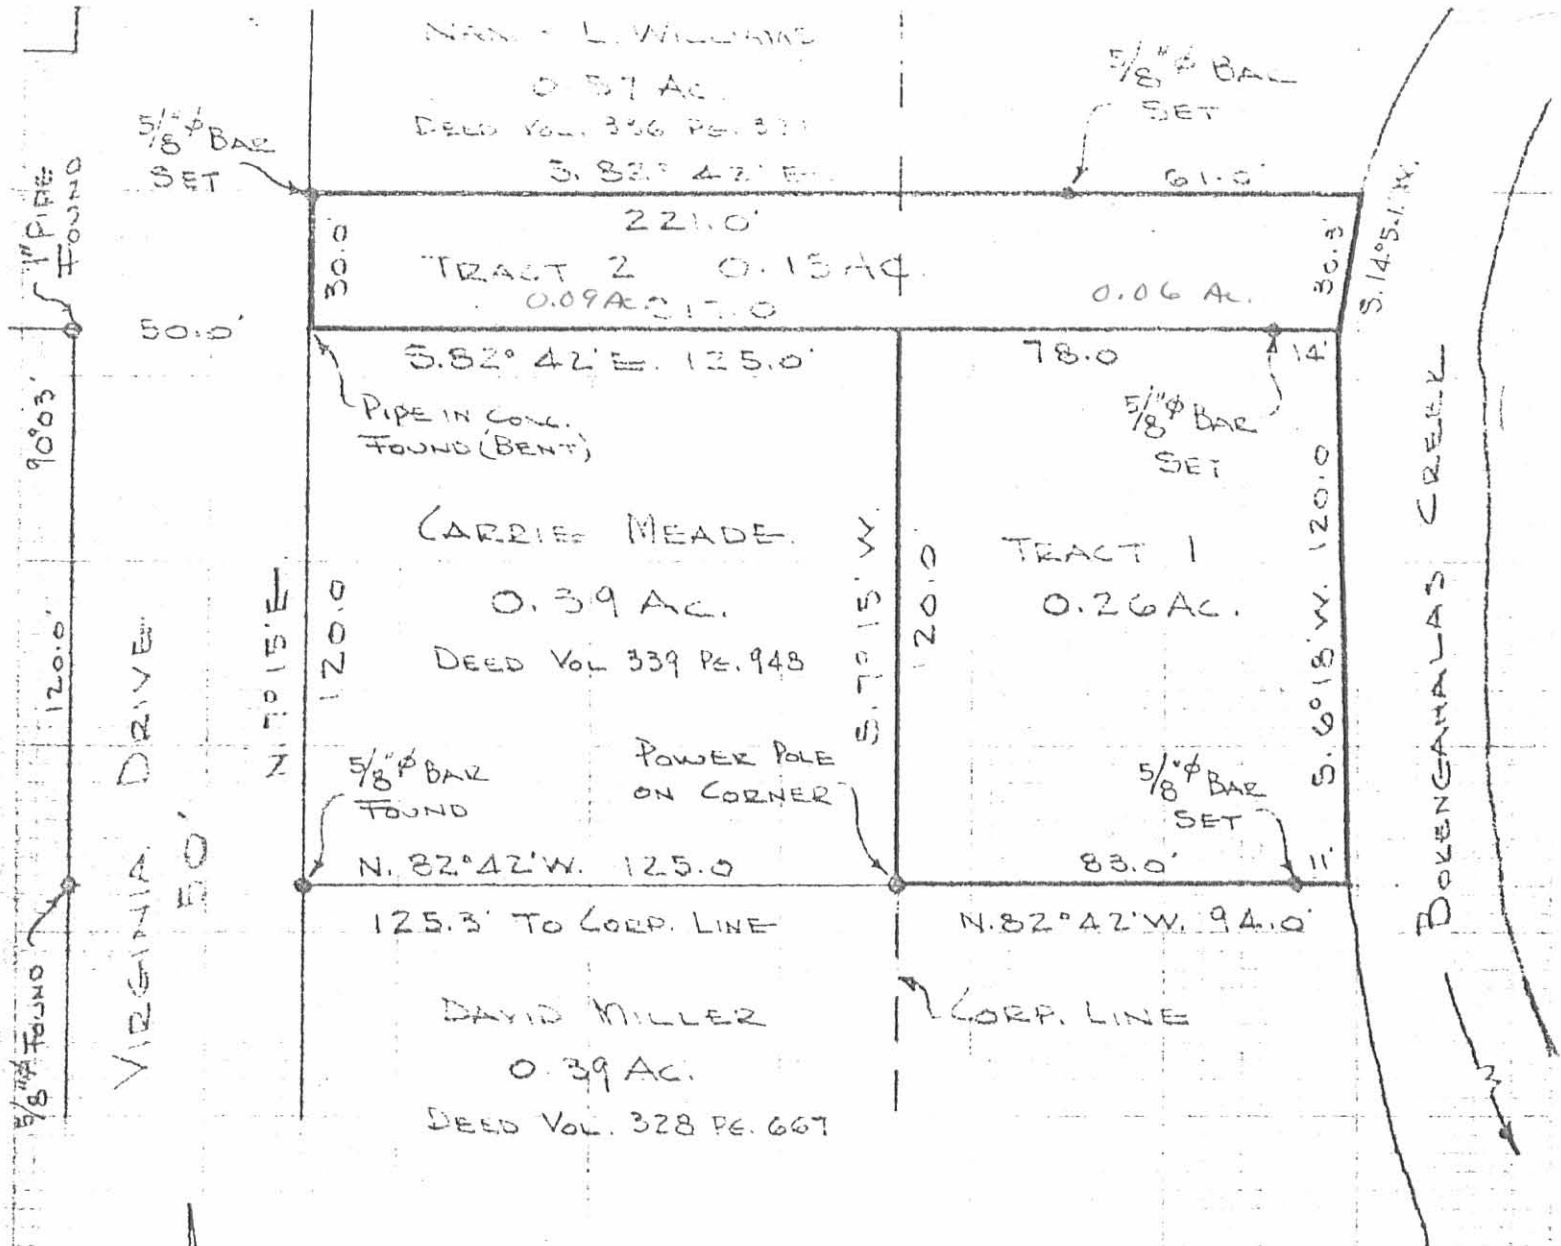 L. WILLIAMS
0.57 AC.
DEED VOL. 336 PG.
S. 82° 42' E.
5/8"φ BAR
SET
5/8"φ BAR
SET
1" PIPE
FOUND
61.0'
221.0'
30.0'
TRACT 2 0.15 AC.
0.09 AC.
217.0
0.06 AC.
30.3'
S. 14° 51' W.
50.0'
S. 82° 42' E. 125.0'
78.0
14'
PIPE IN CONC.
FOUND (BENT)
5/8"φ BAR
SET
90°03'
CARRIE MEADE
0.39 AC.
DEED VOL 339 PG. 948
TRACT 1
0.26 AC.
N. 7° 15' E
120.0
S. 7° 15' W.
120.0
S. 6° 18' W. 120.0
BOKENGAHALAS CREEK
120.0'
VIRGINIA DRIVE
50'
5/8"φ BAR
FOUND
POWER POLE
ON CORNER
5/8"φ BAR
SET
N. 82° 42' W. 125.0
83.0'
11'
125.3' TO CORP. LINE
N. 82° 42' W. 94.0'
5/8"φ FOUND
DAVID MILLER
0.39 AC.
DEED VOL. 328 PG. 667
CORP. LINE